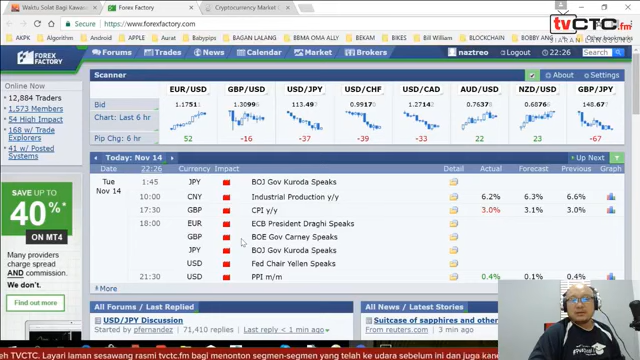 Waktu Solat Bagi Kawa
Forex Factory
Cryptocurrency Market
https://www.forexfactory.com
Apps
AKPK
ASNB
APPLE
Aurat
Babypips
BAGAN LALANG
BEMA OMA ALLY
BEKAM
BIKES
Bill William
BLOCKCHAIN
BO
Other bookmarks
tvCTC.fm
SIARAN LANGSUNG
FOREX FACTORY
Forums
Trades
News
Calendar
Market
Brokers
naztreo
Logout
22:26
Search
Online Now
12,884 Traders
1,573 Members
54 High Impact
168 w/ Trade Explorers
41 w/ Posted Systems
Scanner
About
Settings
EUR/USD GBP/USD USD/JPY USD/CHF USD/CAD AUD/USD NZD/USD GBP/JPY
Bid 1.1751 1.3099 113.49 0.9917 1.2714 0.7637 0.6876 148.67
Chart: Last 6 hr
Pip Chg: 6 hr 52 -16 -37 -39 -33 22 23 -67
Today: Nov 14
Up Next
Date 22:26 Currency Impact Detail Actual Forecast Previous Graph
Tue Nov 14 1:45 JPY BOJ Gov Kuroda Speaks
10:00 CNY Industrial Production y/y 6.2% 6.3% 6.6%
17:30 GBP CPI y/y 3.0% 3.1% 3.0%
18:00 EUR ECB President Draghi Speaks
GBP BOE Gov Carney Speaks
JPY BOJ Gov Kuroda Speaks
USD Fed Chair Yellen Speaks
21:30 USD PPI m/m 0.4% 0.1% 0.4%
More
SAVE UP TO
40%
ON MT4
Many providers
charge spread
AND commission.
We don't.
Find out more
All Forums / Last Replied
USD/JPY Discussion
Started by pfernandez 71,410 replies Last reply < 1 min ago
All News / Latest Stories
Suitcase of sapphires and other
From reuters.com 3 min ago
TVCTC. Layari laman sesawang rasmi tvctc.fm bagi menonton segmen-segmen yang telah ke udara sebelum ini dan juga